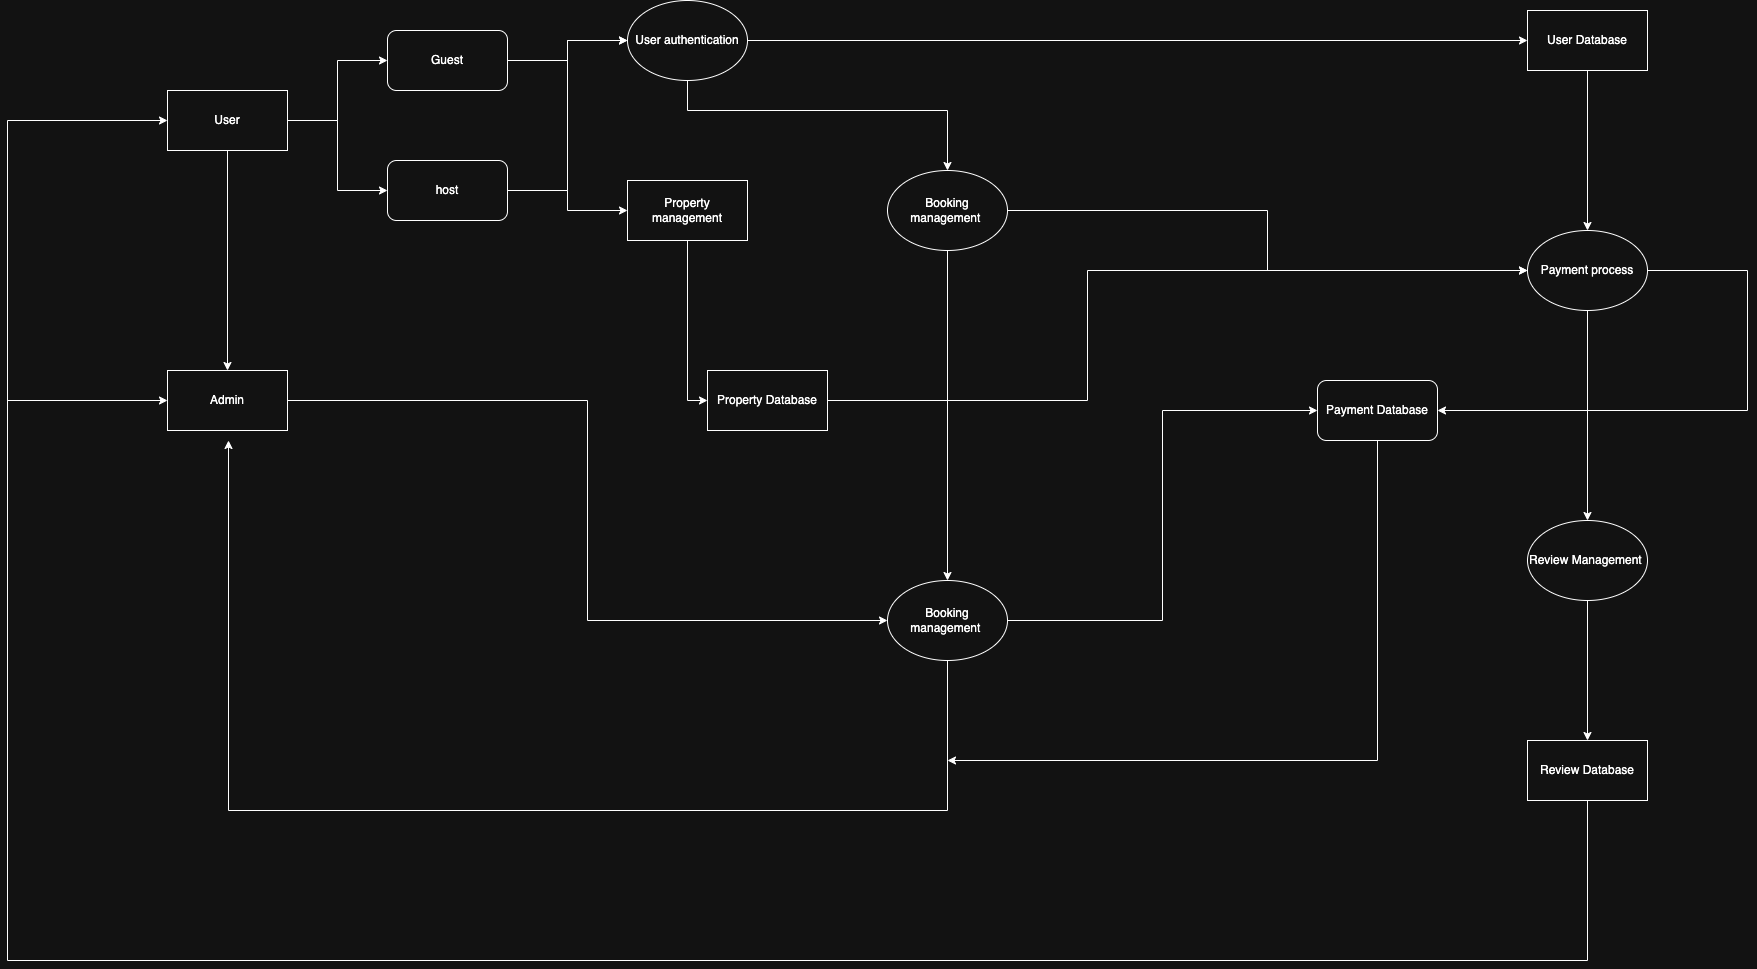 User authentication
User Database
Guest
User
host
Property
management
Booking
management
Payment process
Admin
Property Database
Payment Database
Review Management
Booking
management
Review Database